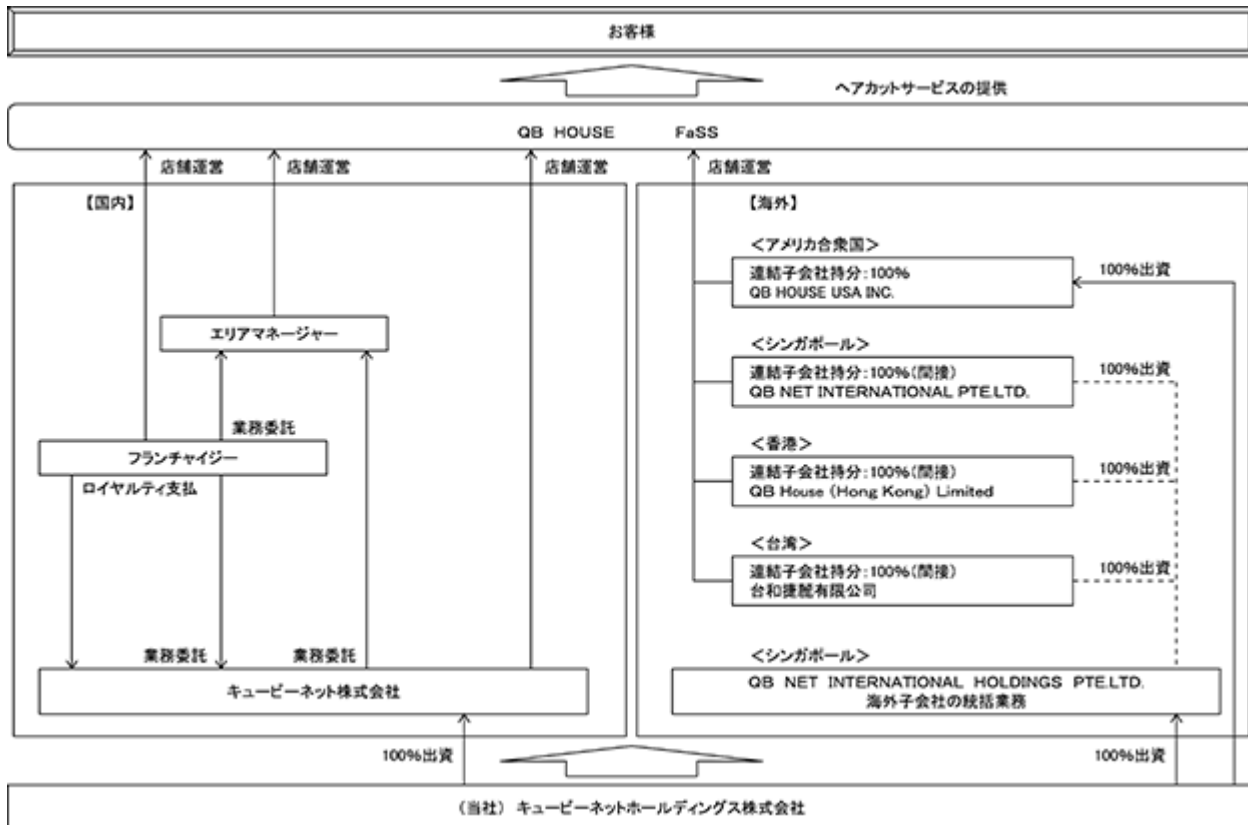 お客様
ヘアカットサービスの提供
QB HOUSE FaSS
店舗運営 店舗運営 店舗運営 店舗運営
【国内】
エリアマネージャー
業務委託
フランチャイジー
ロイヤルティ支払
業務委託 業務委託
キュービーネット株式会社
100%出資
【海外】
<アメリカ合衆国>
連結子会社持分:100%
QB HOUSE USA INC.
100%出資
<シンガポール>
連結子会社持分:100%(間接)
QB NET INTERNATIONAL PTE.LTD.
100%出資
<香港>
連結子会社持分:100%(間接)
QB House (Hong Kong) Limited
100%出資
<台湾>
連結子会社持分:100%(間接)
台和捷麗有限公司
100%出資
<シンガポール>
QB NET INTERNATIONAL HOLDINGS PTE.LTD.
海外子会社の統括業務
100%出資
(当社) キュービーネットホールディングス株式会社